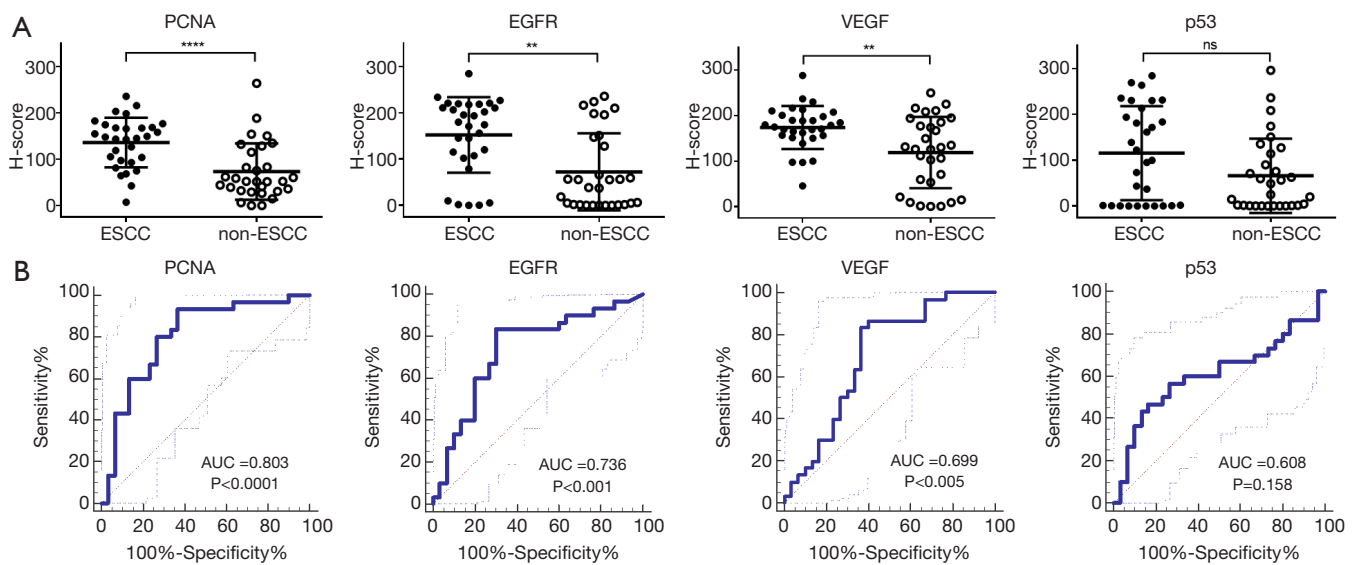 A
PCNA
EGFR
VEGF
p53
****
**
**
ns
H-score
300
200
100
0
ESCC
non-ESCC
H-score
300
200
100
0
ESCC
non-ESCC
H-score
300
200
100
0
ESCC
non-ESCC
H-score
300
200
100
0
ESCC
non-ESCC
B
PCNA
EGFR
VEGF
p53
Sensitivity%
100
80
60
40
20
0
AUC =0.803
P<0.0001
0 20 40 60 80 100
100%-Specificity%
Sensitivity%
100
80
60
40
20
0
AUC =0.736
P<0.001
0 20 40 60 80 100
100%-Specificity%
Sensitivity%
100
80
60
40
20
0
AUC =0.699
P<0.005
0 20 40 60 80 100
100%-Specificity%
Sensitivity%
100
80
60
40
20
0
AUC =0.608
P=0.158
0 20 40 60 80 100
100%-Specificity%